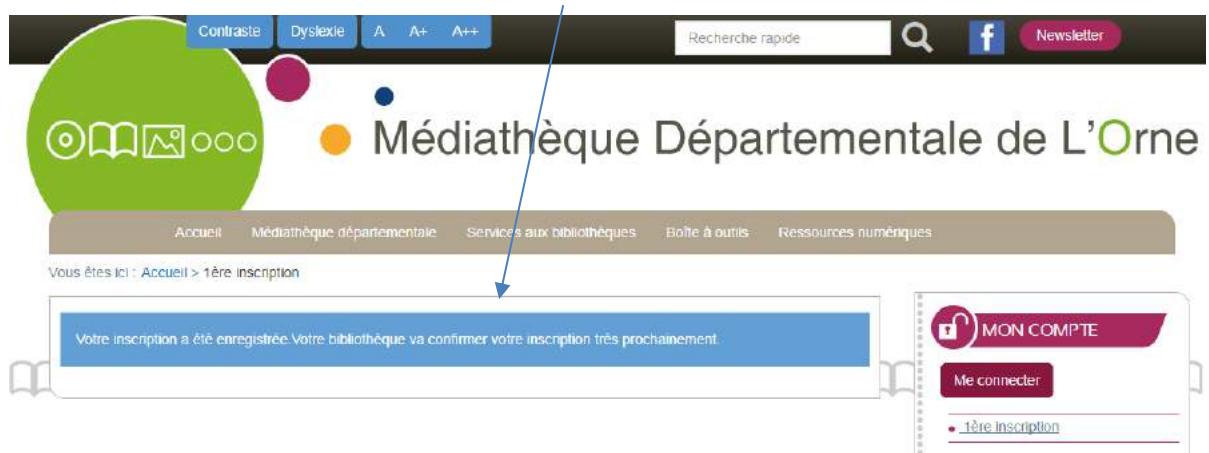 Contraste Dyslexie A A+ A++
Recherche rapide
f Newsletter
Médiathèque Départementale de L'Orne
Accueil Médiathèque départementale Services aux bibliothèques Boîte à outils Ressources numériques
Vous êtes ici : Accueil > 1ère inscription
Votre inscription a été enregistrée.Votre bibliothèque va confirmer votre inscription très prochainement.
MON COMPTE
Me connecter
1ère inscription